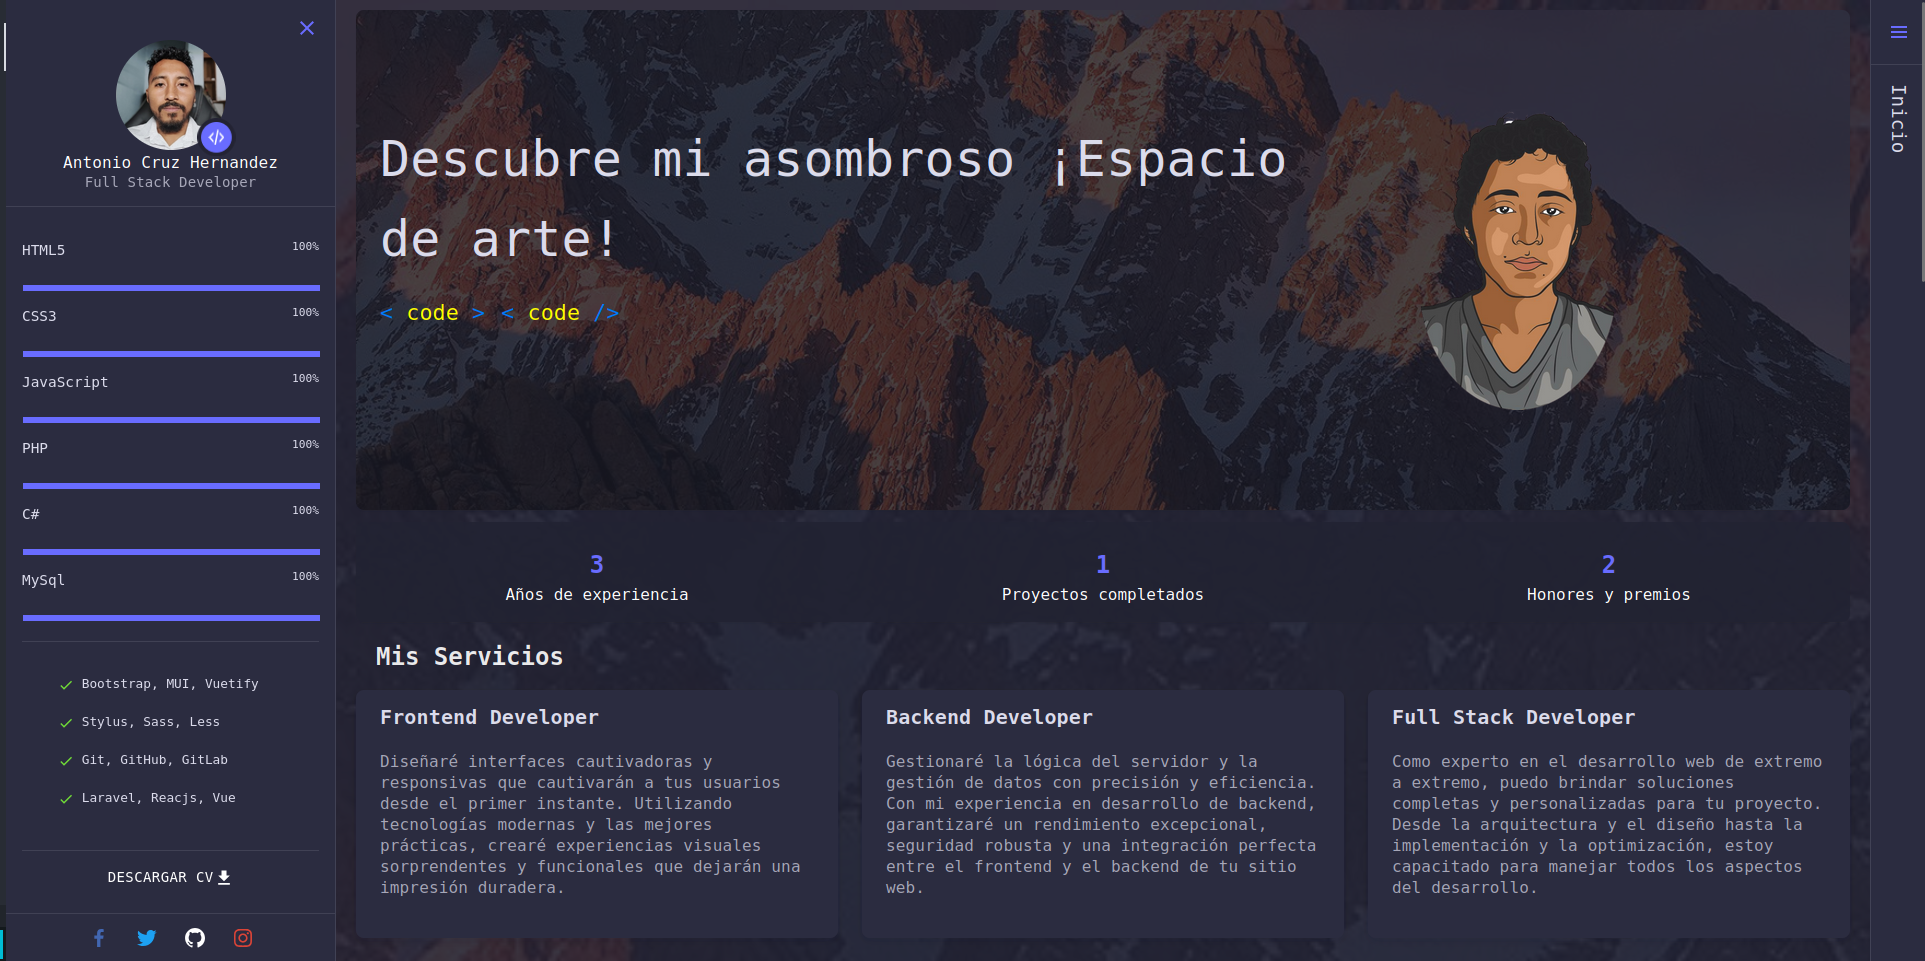 Antonio Cruz Hernandez
Full Stack Developer
HTML5 100%
CSS3 100%
JavaScript 100%
PHP 100%
C# 100%
MySql 100%
Bootstrap, MUI, Vuetify
Stylus, Sass, Less
Git, GitHub, GitLab
Laravel, Reacjs, Vue
DESCARGAR CV
Descubre mi asombroso ¡Espacio
de arte!
< code > < code />
3
Años de experiencia
1
Proyectos completados
2
Honores y premios
Mis Servicios
Frontend Developer
Diseñaré interfaces cautivadoras y
responsivas que cautivarán a tus usuarios
desde el primer instante. Utilizando
tecnologías modernas y las mejores
prácticas, crearé experiencias visuales
sorprendentes y funcionales que dejarán una
impresión duradera.
Backend Developer
Gestionaré la lógica del servidor y la
gestión de datos con precisión y eficiencia.
Con mi experiencia en desarrollo de backend,
garantizaré un rendimiento excepcional,
seguridad robusta y una integración perfecta
entre el frontend y el backend de tu sitio
web.
Full Stack Developer
Como experto en el desarrollo web de extremo
a extremo, puedo brindar soluciones
completas y personalizadas para tu proyecto.
Desde la arquitectura y el diseño hasta la
implementación y la optimización, estoy
capacitado para manejar todos los aspectos
del desarrollo.
Inicio